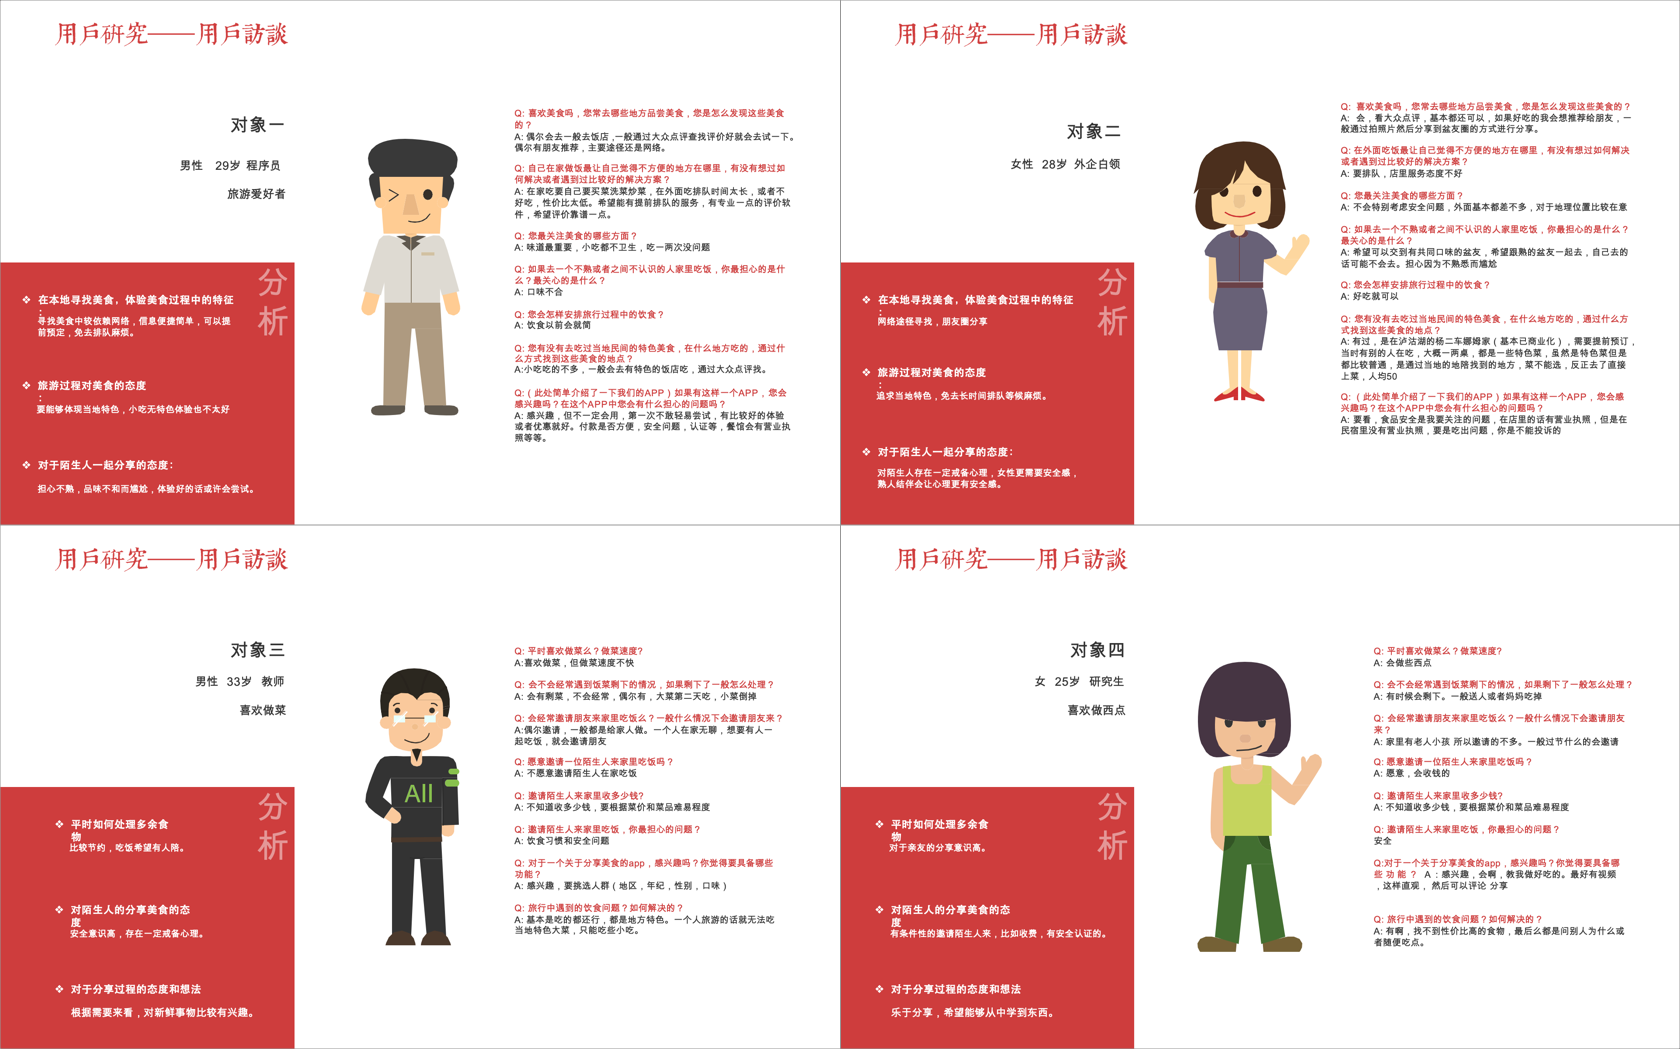 用戶研究——用戶訪談
对象一
男性 29岁 程序员
旅游爱好者
分
析
❖ 在本地寻找美食，体验美食过程中的特征
：
寻找美食中较依赖网络，信息便捷简单，可以提
前预定，免去排队麻烦。
❖ 旅游过程对美食的态度
：
要能够体现当地特色，小吃无特色体验也不太好
❖ 对于陌生人一起分享的态度：
担心不熟，品味不和而尴尬，体验好的话或许会尝试。
Q: 喜欢美食吗，您常去哪些地方品尝美食，您是怎么发现这些美食
的？
A: 偶尔会去一般去饭店，一般通过大众点评查找评价好就会去试一下。
偶尔有朋友推荐，主要途径还是网络。
Q: 自己在家做饭最让自己觉得不方便的地方在哪里，有没有想过如
何解决或者遇到过比较好的解决方案？
A: 在家吃要自己要买菜洗菜炒菜，在外面吃排队时间太长，或者不
好吃，性价比太低。希望能有提前排队的服务，有专业一点的评价软
件，希望评价靠谱一点。
Q: 您最关注美食的哪些方面？
A: 味道最重要，小吃都不卫生，吃一两次没问题
Q: 如果去一个不熟或者之间不认识的人家里吃饭，你最担心的是什
么？最关心的是什么？
A: 口味不合
Q: 您会怎样安排旅行过程中的饮食？
A: 饮食以前会就简
Q: 您有没有去吃过当地民间的特色美食，在什么地方吃的，通过什
么方式找到这些美食的地点？
A:小吃吃的不多，一般会去有特色的饭店吃，通过大众点评找。
Q:（此处简单介绍了一下我们的APP）如果有这样一个APP，您会
感兴趣吗？在这个APP中您会有什么担心的问题吗？
A: 感兴趣，但不一定会用，第一次不敢轻易尝试，有比较好的体验
或者优惠就好。付款是否方便，安全问题，认证等，餐馆会有营业执
照等等。
用戶研究——用戶訪談
对象二
女性 28岁 外企白领
分
析
❖ 在本地寻找美食，体验美食过程中的特征
：
网络途径寻找，朋友圈分享
❖ 旅游过程对美食的态度
：
追求当地特色，免去长时间排队等候麻烦。
❖ 对于陌生人一起分享的态度：
对陌生人存在一定戒备心理，女性更需要安全感，
熟人结伴会让心理更有安全感。
Q: 喜欢美食吗，您常去哪些地方品尝美食，您是怎么发现这些美食的？
A: 会，看大众点评，基本都还可以，如果好吃的我会想推荐给朋友，一
般通过拍照片然后分享到盆友圈的方式进行分享。
Q: 在外面吃饭最让自己觉得不方便的地方在哪里，有没有想过如何解决
或者遇到过比较好的解决方案？
A: 要排队，店里服务态度不好
Q: 您最关注美食的哪些方面？
A: 不会特别考虑安全问题，外面基本都差不多，对于地理位置比较在意
Q: 如果去一个不熟或者之间不认识的人家里吃饭，你最担心的是什么？
最关心的是什么？
A: 希望可以交到有共同口味的盆友，希望跟熟的盆友一起去，自己去的
话可能不会去。担心因为不熟悉而尴尬
Q: 您会怎样安排旅行过程中的饮食？
A: 好吃就可以
Q: 您有没有去吃过当地民间的特色美食，在什么地方吃的，通过什么方
式找到这些美食的地点？
A: 有过，是在泸沽湖的杨二车娜姆家（基本已商业化），需要提前预订，
当时有别的人在吃，大概一两桌，都是一些特色菜，虽然是特色菜但是
都比较普通，是通过当地的地陪找到的地方，菜不能选，反正去了直接
上菜，人均50
Q:（此处简单介绍了一下我们的APP）如果有这样一个APP，您会感
兴趣吗？在这个APP中您会有什么担心的问题吗？
A: 要看，食品安全是我要关注的问题，在店里的话有营业执照，但是在
民宿里没有营业执照，要是吃出问题，你是不能投诉的
用戶研究——用戶訪談
对象三
男性 33岁 教师
喜欢做菜
分
析
❖ 平时如何处理多余食
物
比较节约，吃饭希望有人陪。
❖ 对陌生人的分享美食的态
度
安全意识高，存在一定戒备心理。
❖ 对于分享过程的态度和想法
根据需要来看，对新鲜事物比较有兴趣。
All
Q: 平时喜欢做菜么？做菜速度?
A:喜欢做菜，但做菜速度不快
Q: 会不会经常遇到饭菜剩下的情况，如果剩下了一般怎么处理？
A: 会有剩菜，不会经常，偶尔有，大菜第二天吃，小菜倒掉
Q: 会经常邀请朋友来家里吃饭么？一般什么情况下会邀请朋友来？
A:偶尔邀请，一般都是给家人做。一个人在家无聊，想要有人一
起吃饭，就会邀请朋友
Q: 愿意邀请一位陌生人来家里吃饭吗？
A: 不愿意邀请陌生人在家吃饭
Q: 邀请陌生人来家里收多少钱?
A: 不知道收多少钱，要根据菜价和菜品难易程度
Q: 邀请陌生人来家里吃饭，你最担心的问题？
A: 饮食习惯和安全问题
Q: 对于一个关于分享美食的app，感兴趣吗？你觉得要具备哪些
功能？
A: 感兴趣，要挑选人群（地区，年纪，性别，口味）
Q: 旅行中遇到的饮食问题？如何解决的？
A: 基本是吃的都还行，都是地方特色。一个人旅游的话就无法吃
当地特色大菜，只能吃些小吃。
用戶研究——用戶訪談
对象四
女 25岁 研究生
喜欢做西点
分
析
❖ 平时如何处理多余食
物
对于亲友的分享意识高。
❖ 对陌生人的分享美食的态
度
有条件性的邀请陌生人来，比如收费，有安全认证的。
❖ 对于分享过程的态度和想法
乐于分享，希望能够从中学到东西。
Q: 平时喜欢做菜么？做菜速度?
A: 会做些西点
Q: 会不会经常遇到饭菜剩下的情况，如果剩下了一般怎么处理？
A: 有时候会剩下。一般送人或者妈妈吃掉
Q: 会经常邀请朋友来家里吃饭么？一般什么情况下会邀请朋友
来？
A: 家里有老人小孩 所以邀请的不多。一般过节什么的会邀请
Q: 愿意邀请一位陌生人来家里吃饭吗？
A: 愿意，会收钱的
Q: 邀请陌生人来家里收多少钱?
A: 不知道收多少钱，要根据菜价和菜品难易程度
Q: 邀请陌生人来家里吃饭，你最担心的问题？
安全
Q:对于一个关于分享美食的app，感兴趣吗？你觉得要具备哪
些 功 能 ？ A ：感兴趣，会啊，教我做好吃的。最好有视频
，这样直观， 然后可以评论 分享
Q: 旅行中遇到的饮食问题？如何解决的？
A: 有啊，找不到性价比高的食物，最后么都是问别人为什么或
者随便吃点。